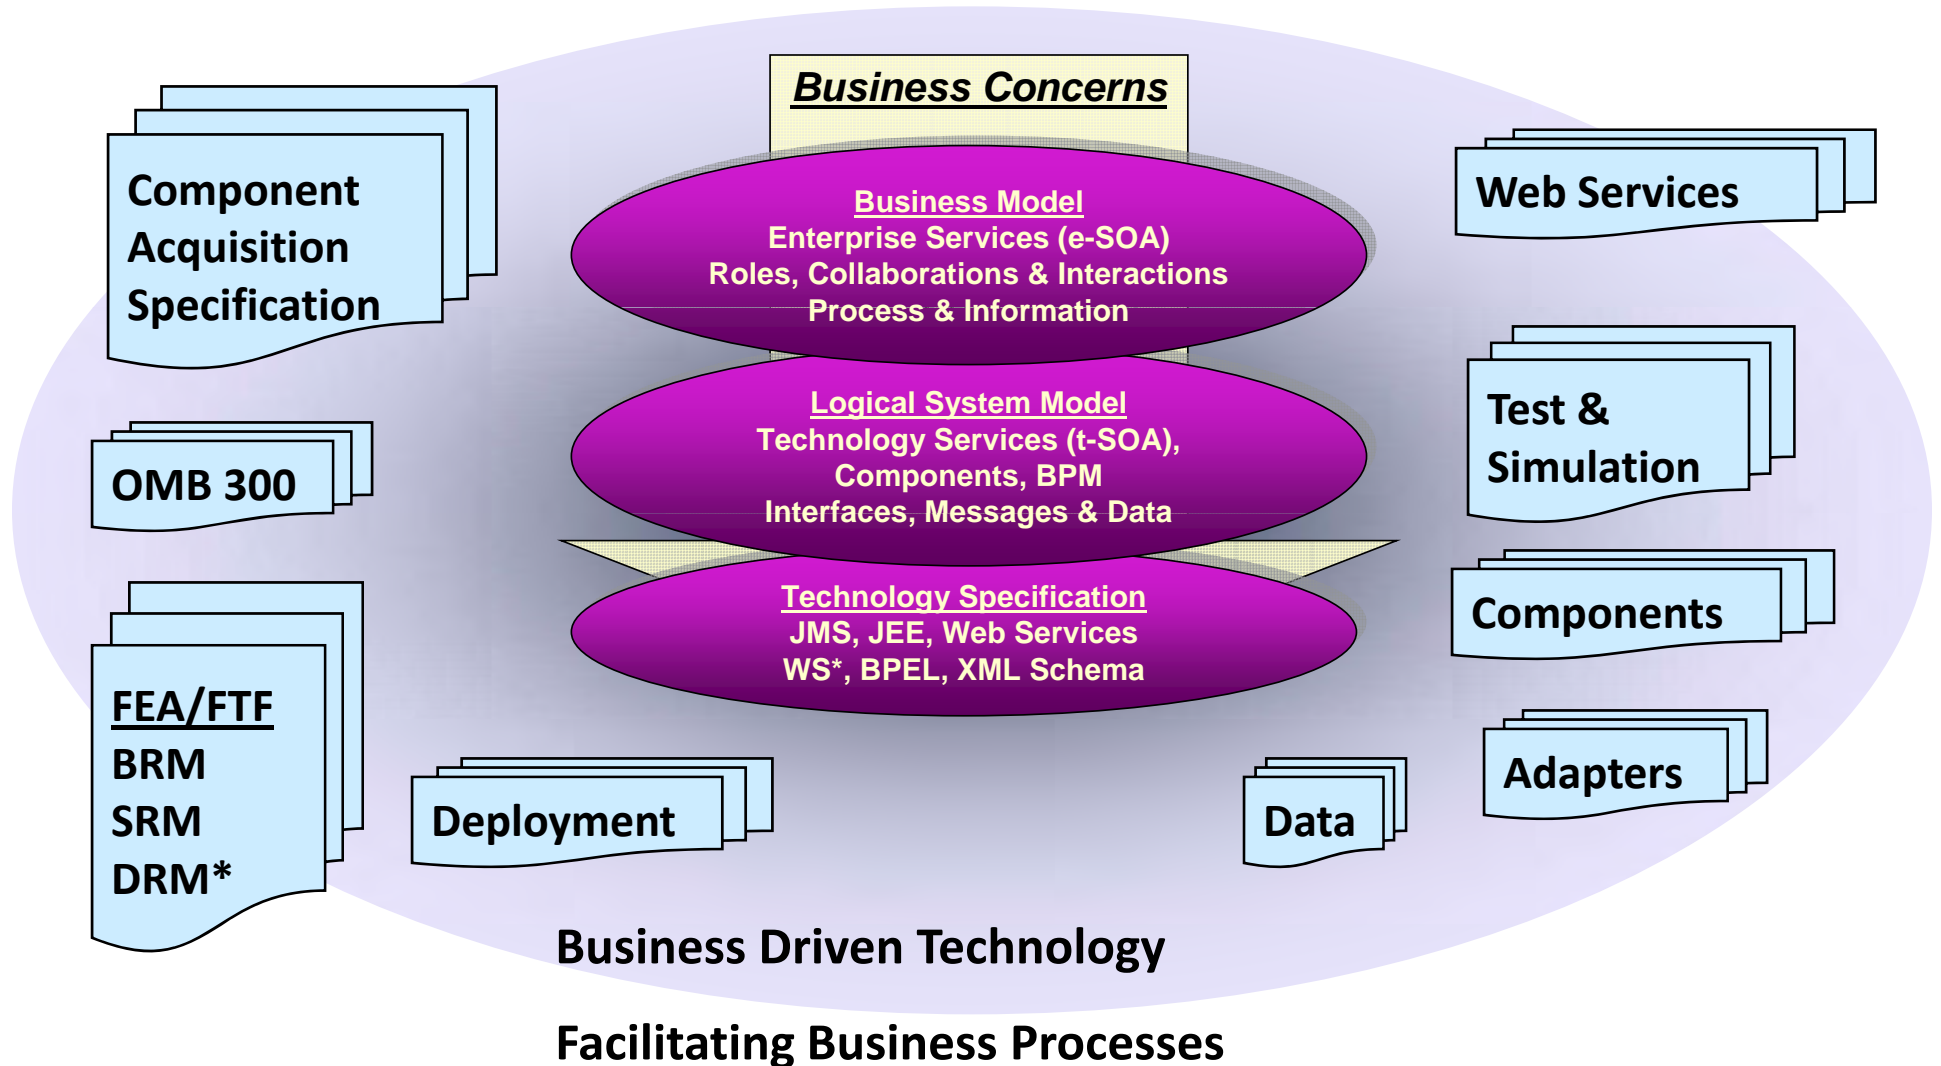 Business Concerns
Component
Acquisition
Specification
OMB 300
FEA/FTF
BRM
SRM
DRM*
Business Model
Enterprise Services (e-SOA)
Roles, Collaborations & Interactions
Process & Information
Logical System Model
Technology Services (t-SOA),
Components, BPM
Interfaces, Messages & Data
Technology Specification
JMS, JEE, Web Services
WS*, BPEL, XML Schema
Web Services
Test &
Simulation
Components
Adapters
Deployment
Data
Business Driven Technology
Facilitating Business Processes